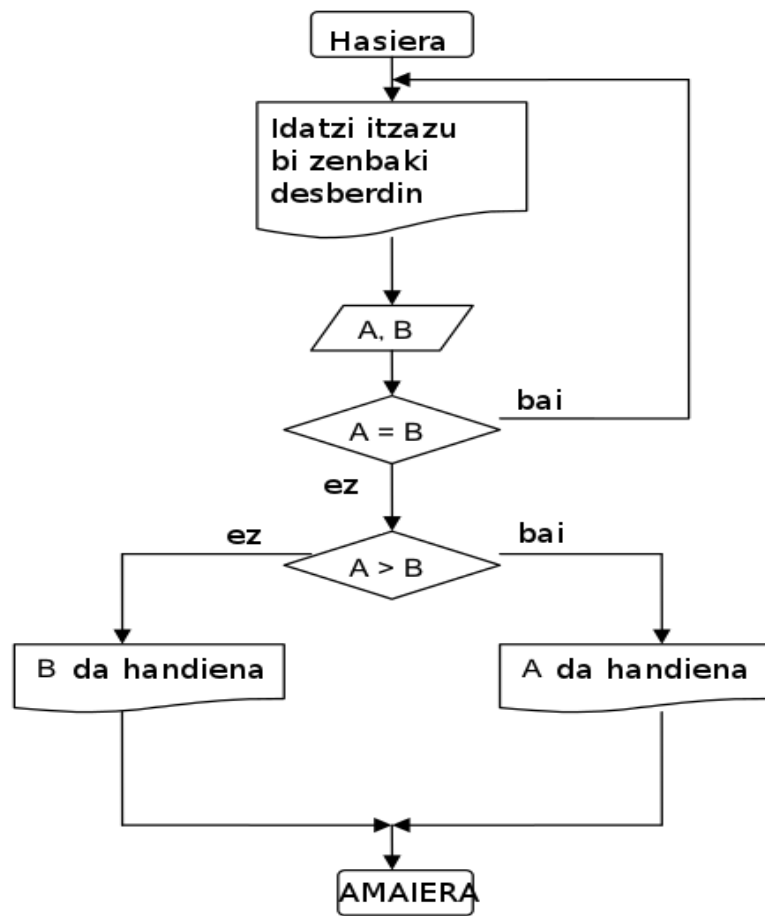 Hasiera
Idatzi itzazu
bi zenbaki
desberdin
A, B
bai
A = B
ez
ez
bai
A > B
B da handiena
A da handiena
AMAIERA